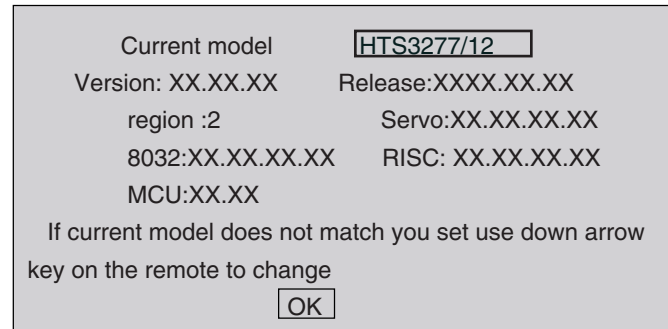 Current model HTS3277/12
Version: XX.XX.XX Release:XXXX.XX.XX
region :2 Servo:XX.XX.XX.XX
8032:XX.XX.XX.XX RISC: XX.XX.XX.XX
MCU:XX.XX
If current model does not match you set use down arrow
key on the remote to change
OK